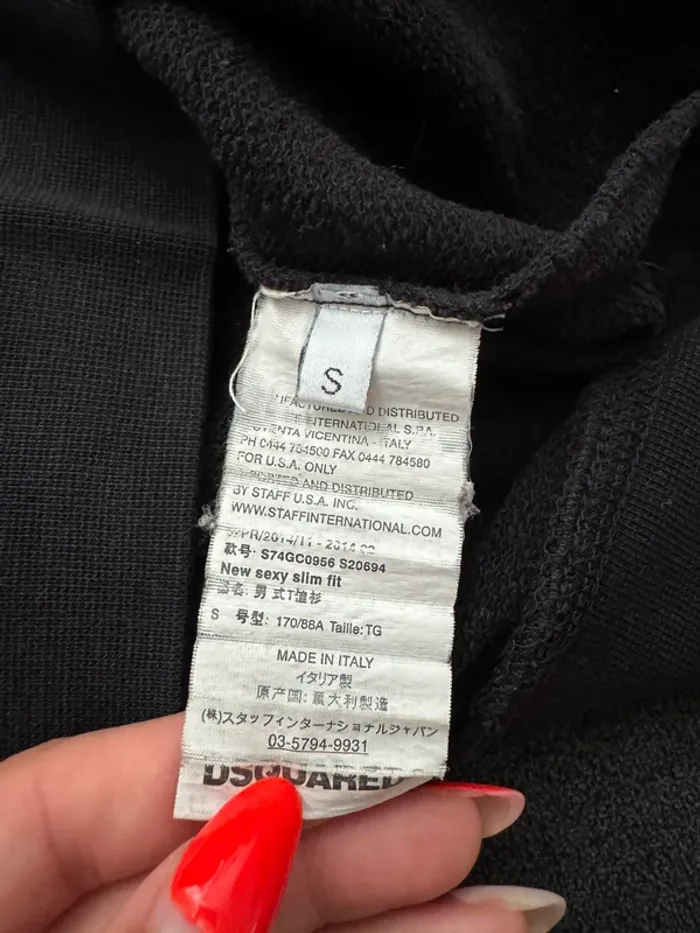 S
UFACTURED AND DISTRIBUTED
INTERNATIONAL S.P.A.
VICENTINA - ITALY
PH 0444 784500 FAX 0444 784580
FOR U.S.A. ONLY
IMPORTED AND DISTRIBUTED
BY STAFF U.S.A. INC.
WWW.STAFFINTERNATIONAL.COM
款号: S74GC0956 S20694
New sexy slim fit
男式T恤衫
S 号型: 170/88A Taille:TG
MADE IN ITALY
イタリア製
原产国: 意大利製造
(株)スタッフインターナショナルジャパン
03-5794-9931
DSQUARED